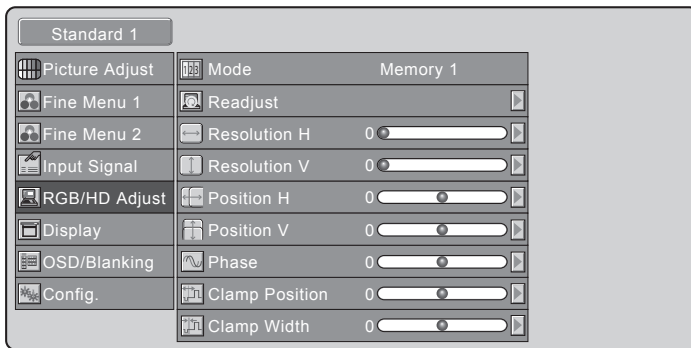 Standard 1
Picture Adjust
Fine Menu 1
Fine Menu 2
Input Signal
RGB/HD Adjust
Display
OSD/Blanking
Config.
123 Mode Memory 1
Readjust
Resolution H 0
Resolution V 0
Position H 0
Position V 0
Phase 0
Clamp Position 0
Clamp Width 0